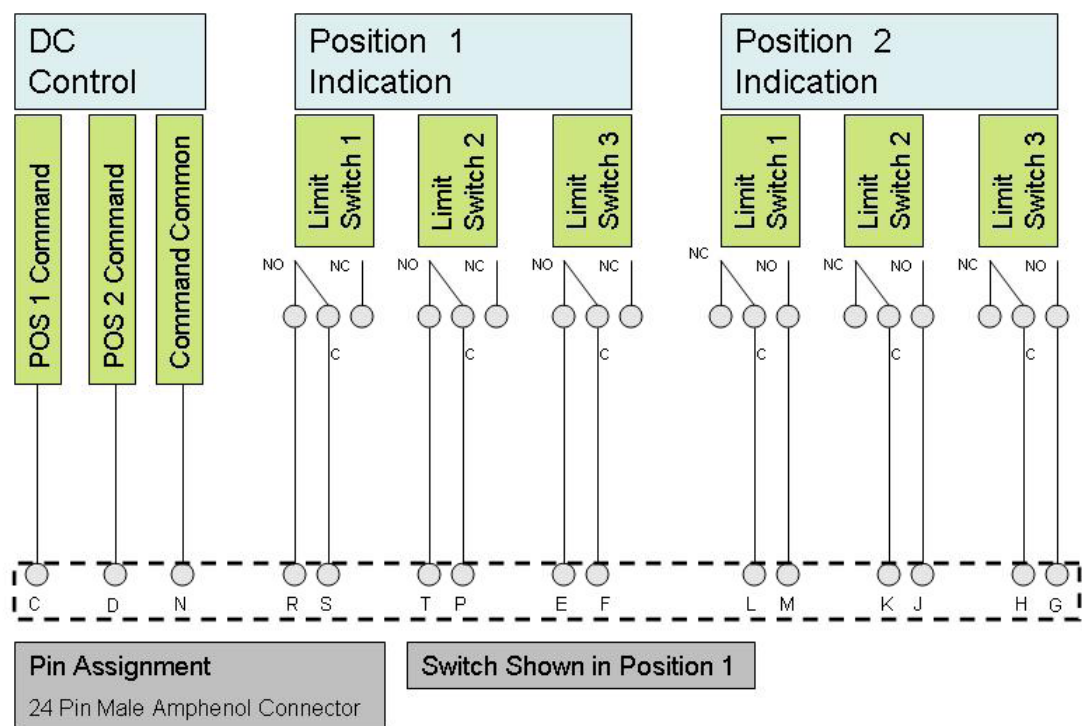 DC
Control
Position 1
Indication
Position 2
Indication
POS 1 Command
POS 2 Command
Command Common
Limit
Switch 1
Limit
Switch 2
Limit
Switch 3
Limit
Switch 1
Limit
Switch 2
Limit
Switch 3
NO NC NO NC NO NC NC NO NC NO NC NO
C C C C C C
C D N R S T P E F L M K J H G
Pin Assignment
24 Pin Male Amphenol Connector
Switch Shown in Position 1